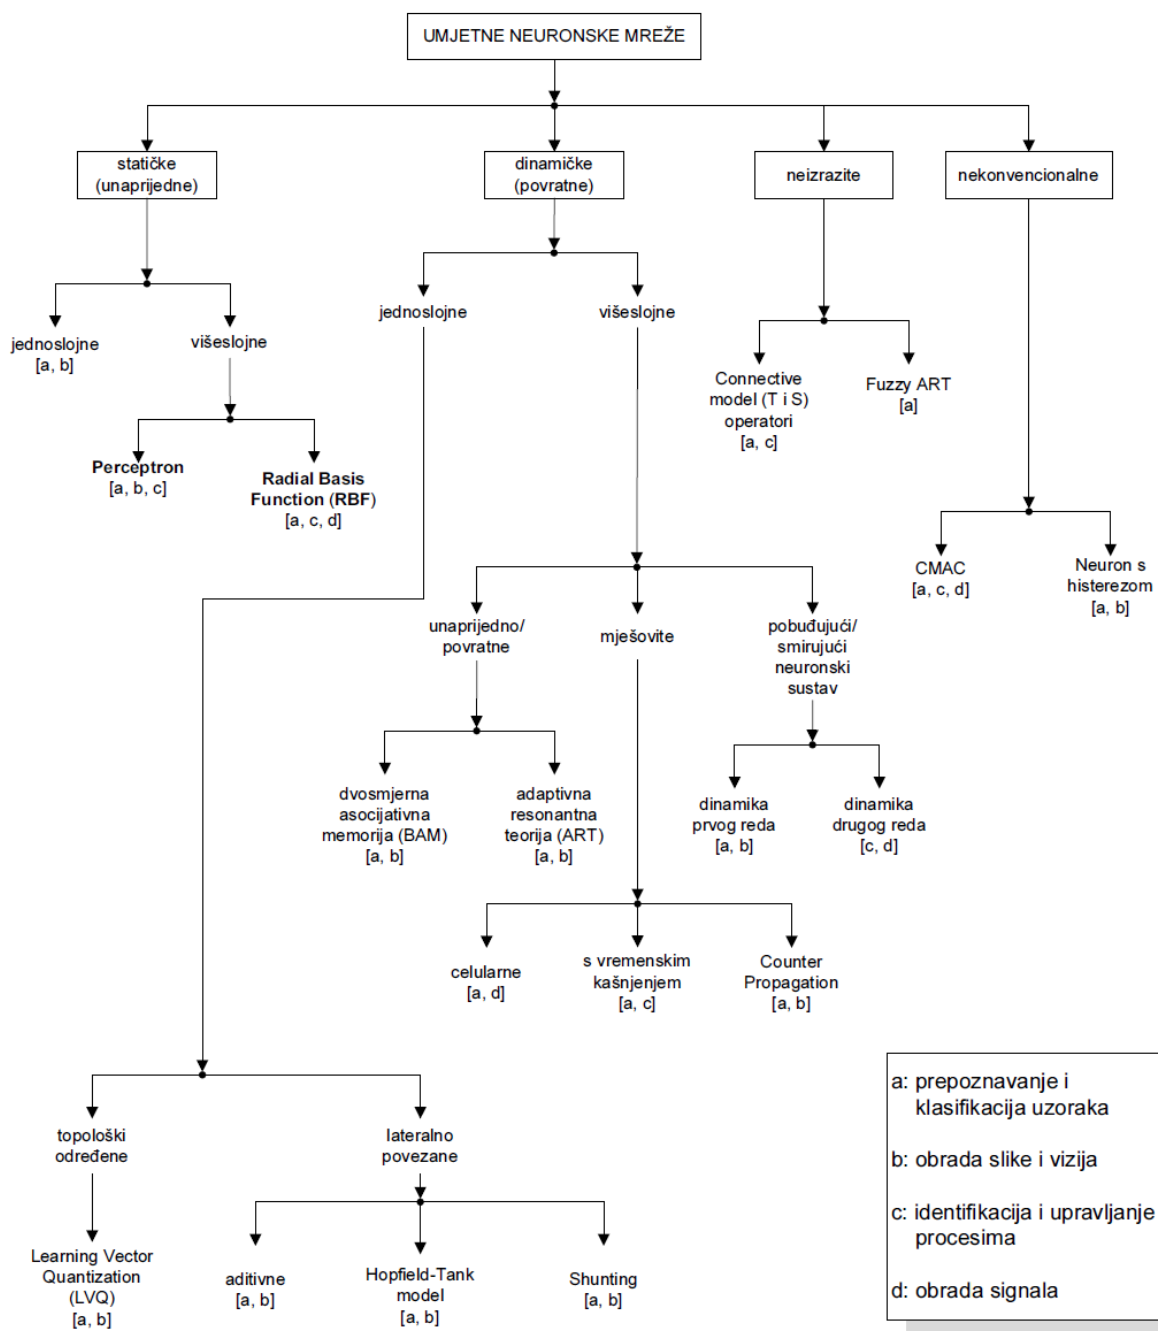 UMJETNE NEURONSKE MREŽE
statičke
(unaprijedne)
dinamičke
(povratne)
neizrazite
nekonvencionalne
jednoslojne
[a, b]
višeslojne
jednoslojne
višeslojne
Perceptron
[a, b, c]
Radial Basis
Function (RBF)
[a, c, d]
Connective
model (T i S)
operatori
[a, c]
Fuzzy ART
[a]
CMAC
[a, c, d]
Neuron s
histerezom
[a, b]
unaprijedno/
povratne
mješovite
pobuđujući/
smirujući
neuronski
sustav
dvosmjerna
asocijativna
memorija (BAM)
[a, b]
adaptivna
resonantna
teorija (ART)
[a, b]
dinamika
prvog reda
[a, b]
dinamika
drugog reda
[c, d]
celularne
[a, d]
s vremenskim
kašnjenjem
[a, c]
Counter
Propagation
[a, b]
topološki
određene
lateralno
povezane
Learning Vector
Quantization
(LVQ)
[a, b]
aditivne
[a, b]
Hopfield-Tank
model
[a, b]
Shunting
[a, b]
a: prepoznavanje i
klasifikacija uzoraka
b: obrada slike i vizija
c: identifikacija i upravljanje
procesima
d: obrada signala